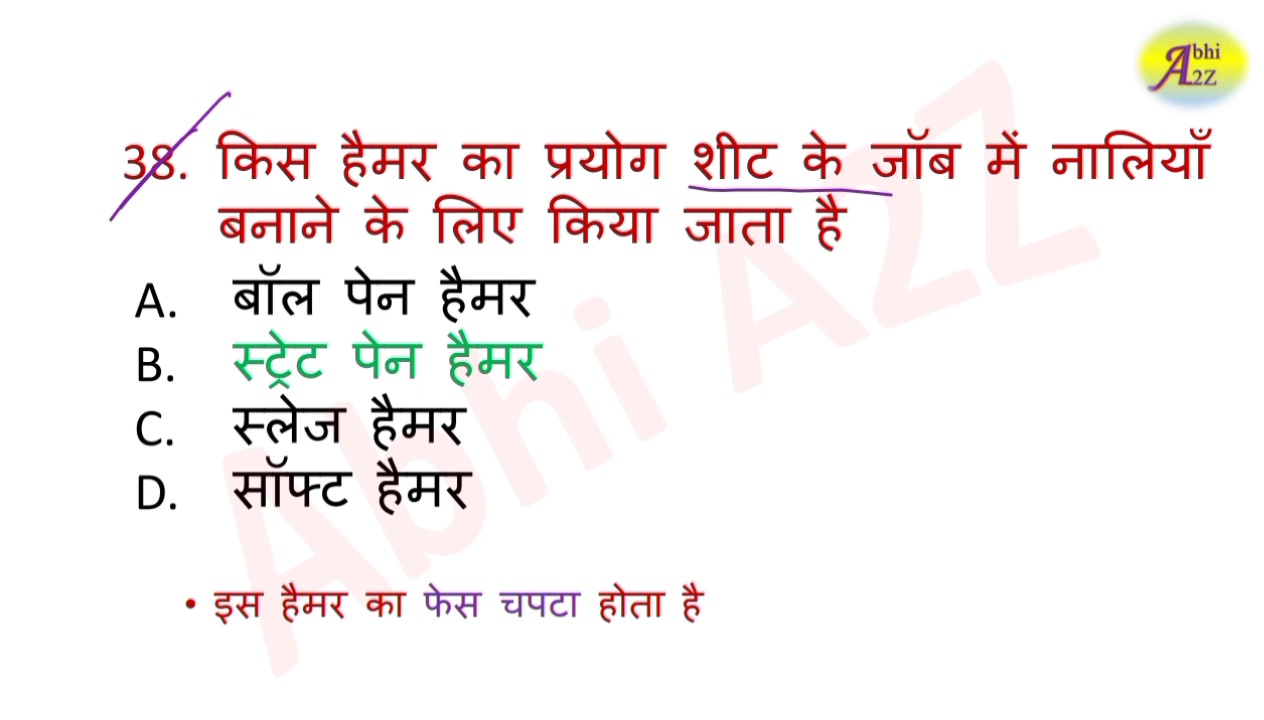 Abhi
A2Z
38. किस हैमर का प्रयोग शीट के जॉब में नालियाँ
बनाने के लिए किया जाता है
A. बॉल पेन हैमर
B. स्ट्रेट पेन हैमर
C. स्लेज हैमर
D. सॉफ्ट हैमर
• इस हैमर का फेस चपटा होता है
Abhi A2Z